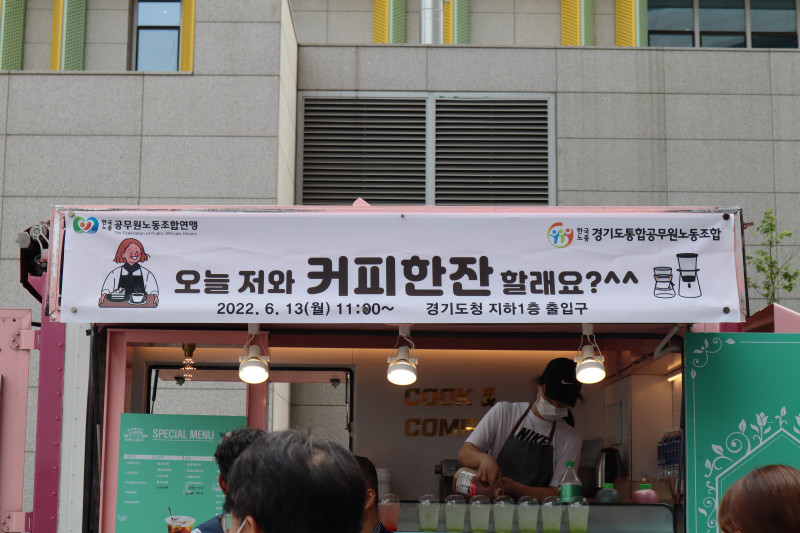 한국노총 공무원노동조합연맹
The Federation of Public Officials Unions
한국노총 경기도통합공무원노동조합
오늘 저와 커피한잔 할래요?^^
2022. 6. 13(월) 11:00~ 경기도청 지하1층 출입구
COOK &
SPECIAL MENU
NIKE